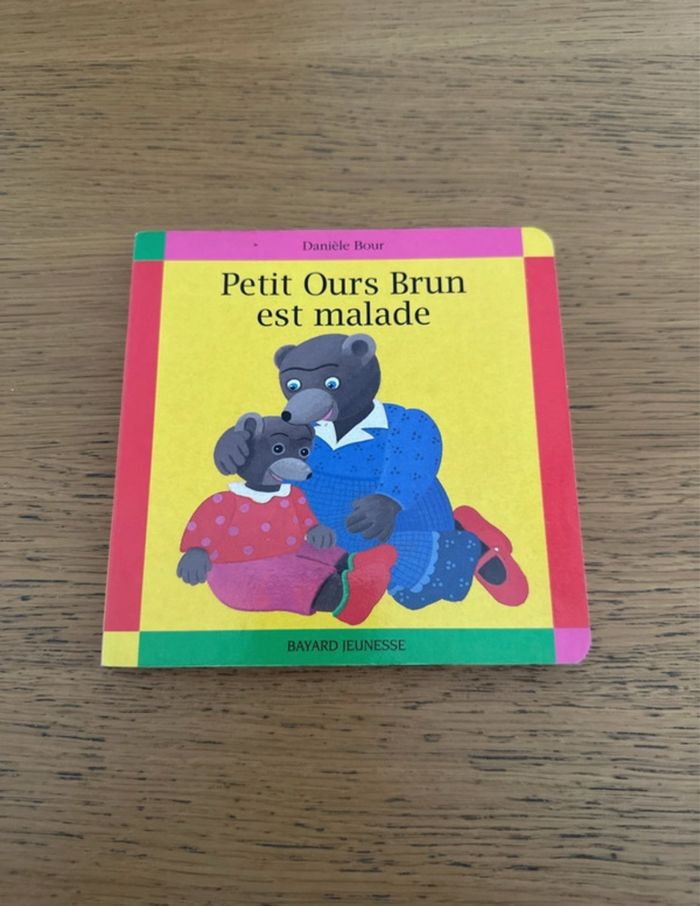 Danièle Bour
Petit Ours Brun
est malade
BAYARD JEUNESSE